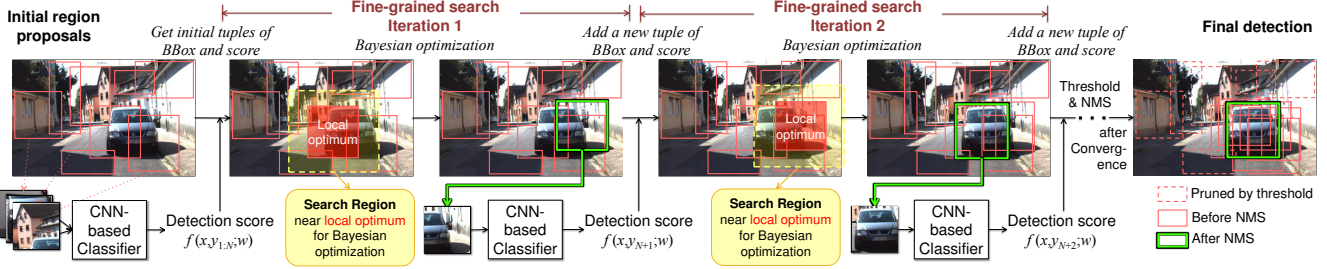 Initial region
proposals
Get initial tuples of
BBox and score
Fine-grained search
Iteration 1
Bayesian optimization
Add a new tuple of
BBox and score
Fine-grained search
Iteration 2
Bayesian optimization
Add a new tuple of
BBox and score
Final detection
Local
optimum
Local
optimum
Threshold
& NMS
after
Converg-
ence
CNN-
based
Classifier
Detection score
f (x,y1:N;w)
Search Region
near local optimum
for Bayesian
optimization
CNN-
based
Classifier
Detection score
f (x,yN+1;w)
Search Region
near local optimum
for Bayesian
optimization
CNN-
based
Classifier
Detection score
f (x,yN+2;w)
Pruned by threshold
Before NMS
After NMS